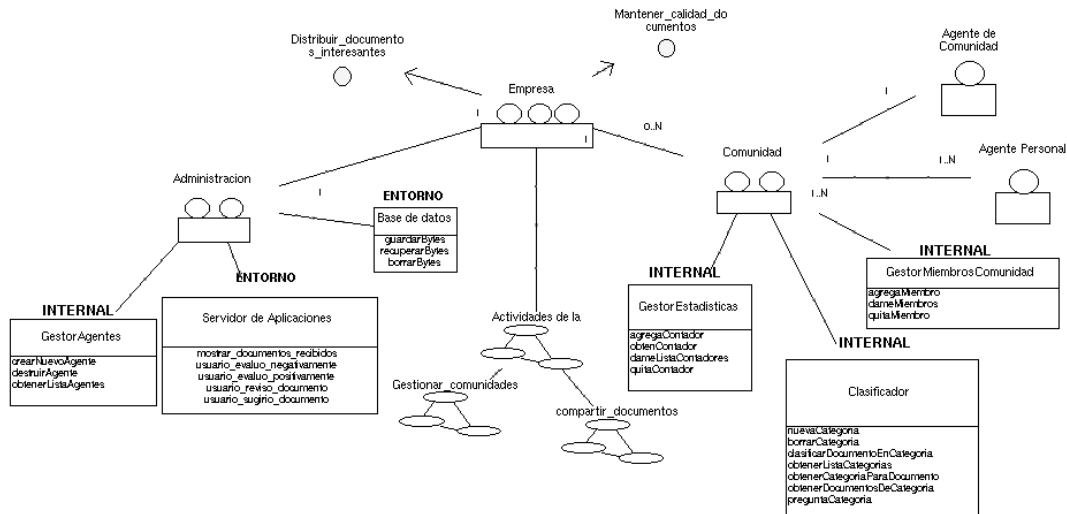 Mantener_calidad_do
cumentos
Distribuir_documento
s_interesantes
Agente de
Comunidad
Empresa
1
1
0..N
1
Comunidad
1
1..N
Agente Personal
1..N
Administracion
1
ENTORNO
Base de datos
guardarBytes
recuperarBytes
borrarBytes
INTERNAL
GestorMiembrosComunidad
agregaMiembro
dameMiembros
quitaMiembro
INTERNAL
GestorEstadisticas
agregaContador
obtenContador
dameListaContadores
quitaContador
ENTORNO
Servidor de Aplicaciones
mostrar_documentos_recibidos
usuario_evaluo_negativamente
usuario_evaluo_positivamente
usuario_reviso_documento
usuario_sugirio_documento
INTERNAL
GestorAgentes
crearNuevoAgente
destruirAgente
obtenerListaAgentes
Actividades de la
Gestionar_comunidades
compartir_documentos
INTERNAL
Clasificador
nuevaCategoria
borrarCategoria
clasificarDocumentoEnCategoria
obtenerListaCategorias
obtenerCategoriaParaDocumento
obtenerDocumentosDeCategoria
preguntaCategoria